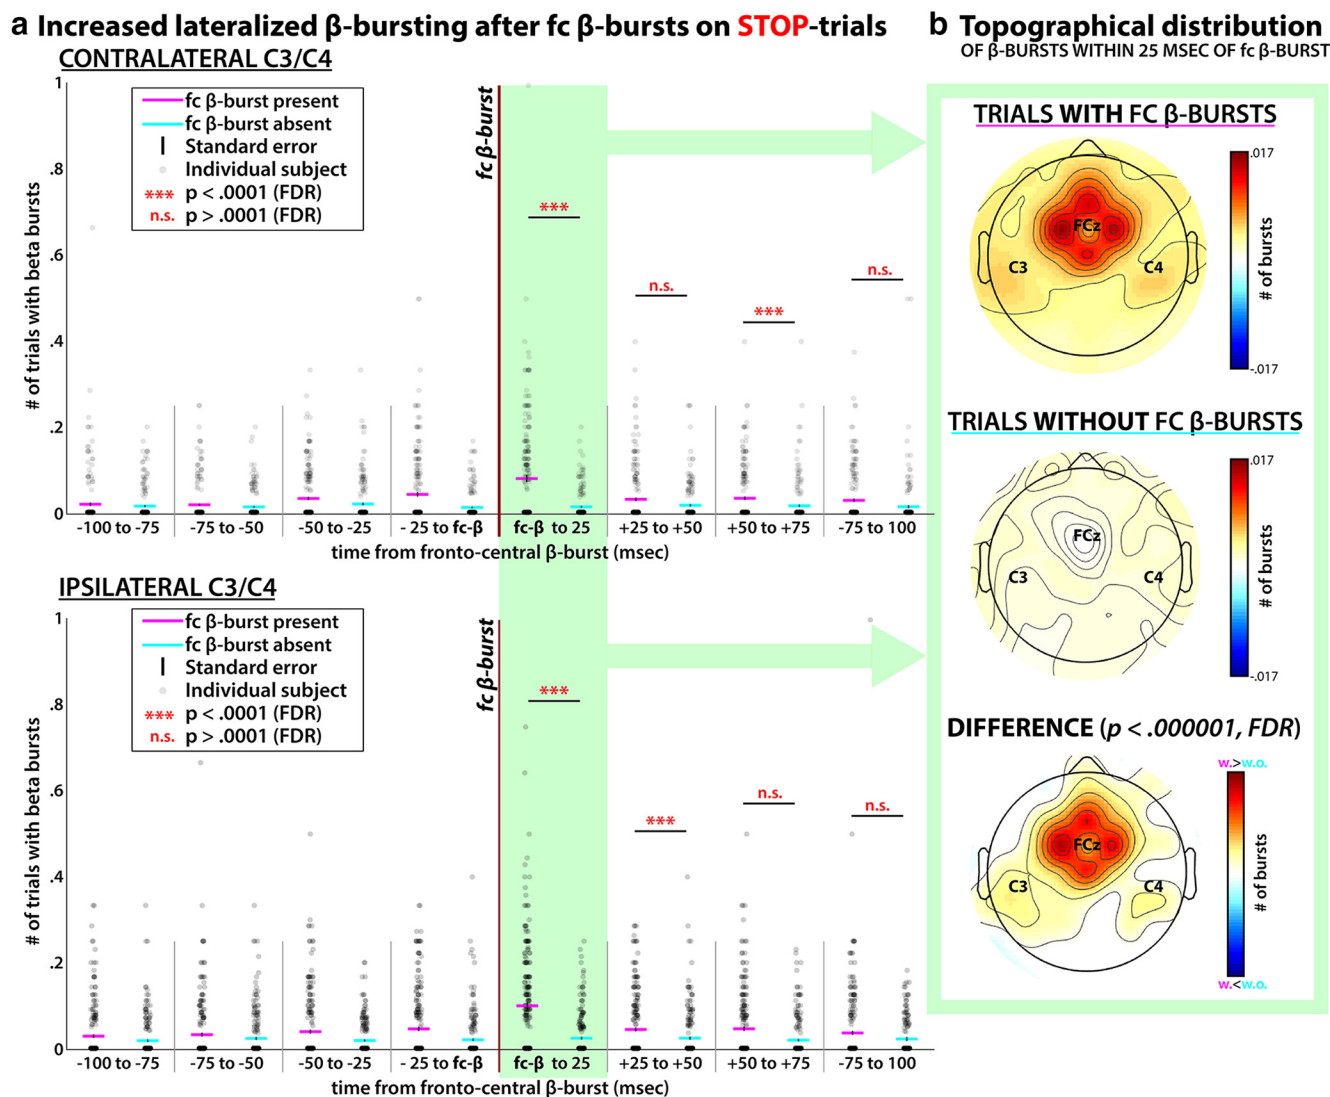 a Increased lateralized β-bursting after fc β-bursts on STOP-trials
CONTRALATERAL C3/C4
1
.8
.6
.4
.2
0
# of trials with beta bursts
fc β-burst present
fc β-burst absent
Standard error
Individual subject
*** p < .0001 (FDR)
n.s. p > .0001 (FDR)
fc β-burst
***
n.s.
***
n.s.
-100 to -75
-75 to -50
-50 to -25
- 25 to fc-β
fc-β to 25
+25 to +50
+50 to +75
-75 to 100
time from fronto-central β-burst (msec)
IPSILATERAL C3/C4
1
.8
.6
.4
.2
0
# of trials with beta bursts
fc β-burst present
fc β-burst absent
Standard error
Individual subject
*** p < .0001 (FDR)
n.s. p > .0001 (FDR)
fc β-burst
***
***
n.s.
n.s.
-100 to -75
-75 to -50
-50 to -25
- 25 to fc-β
fc-β to 25
+25 to +50
+50 to +75
-75 to 100
time from fronto-central β-burst (msec)
b Topographical distribution
OF β-BURSTS WITHIN 25 MSEC OF fc β-BURST
TRIALS WITH FC β-BURSTS
FCz
C3
C4
.017
# of bursts
-.017
TRIALS WITHOUT FC β-BURSTS
FCz
C3
C4
.017
# of bursts
-.017
DIFFERENCE (p < .000001, FDR)
FCz
C3
C4
w.>w.o.
# of bursts
w.<w.o.